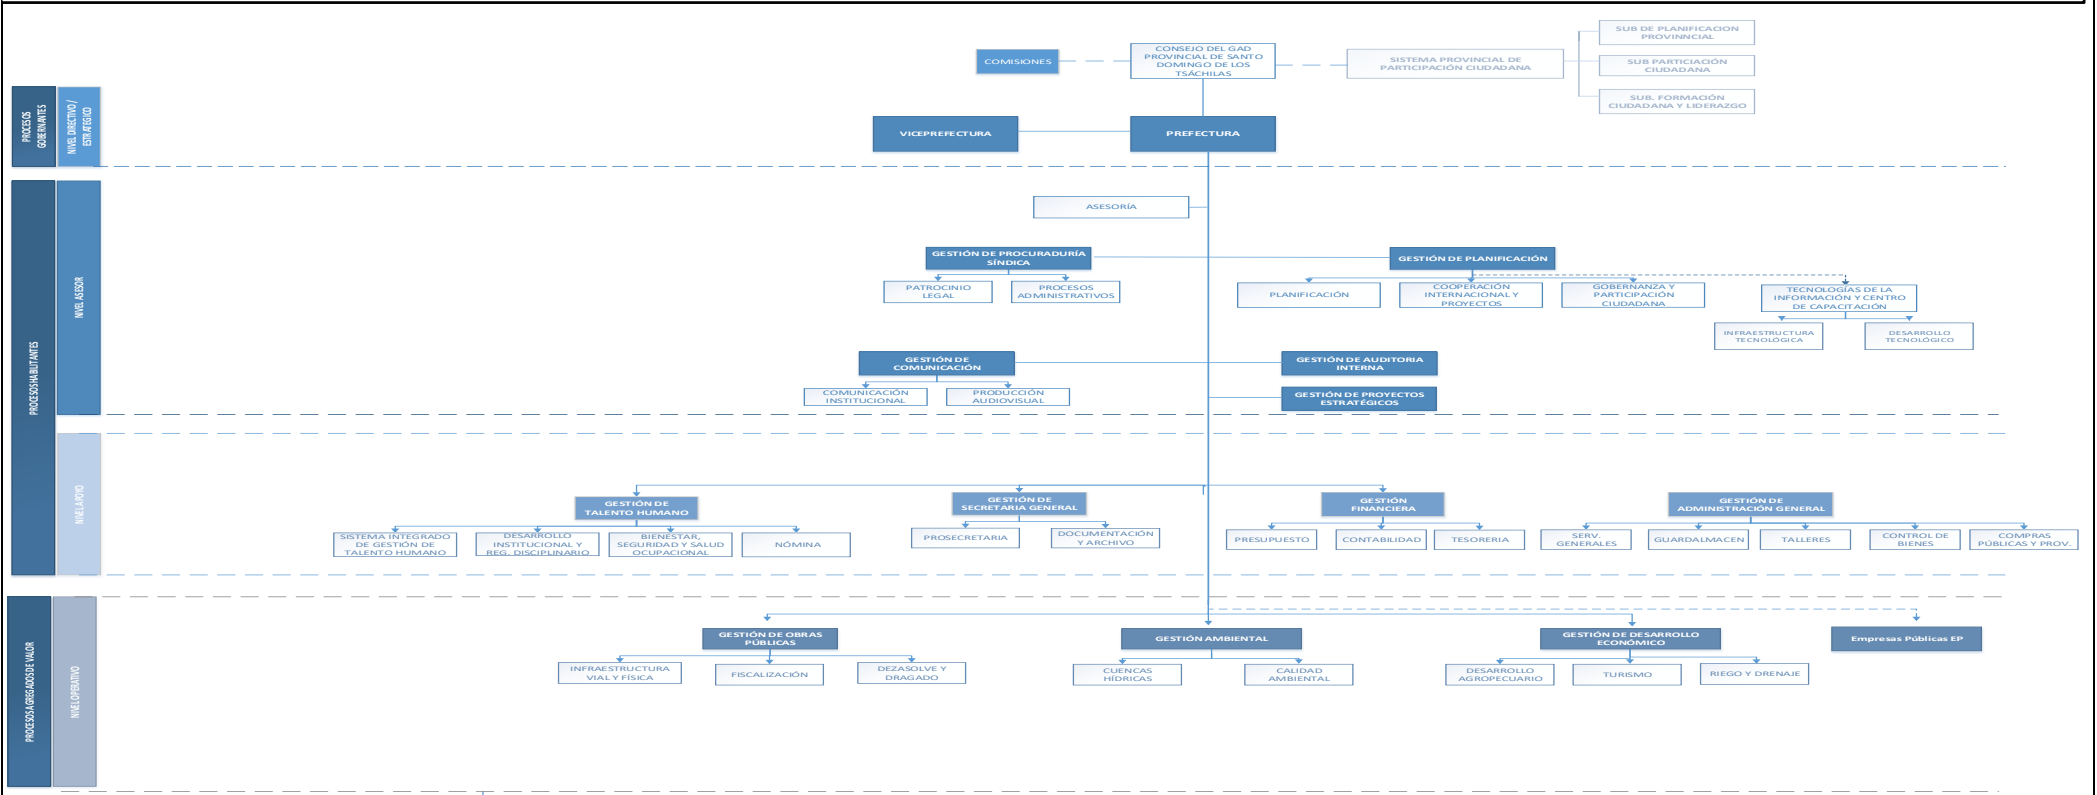 SUB DE PLANIFICACION
PROVINNCIAL
COMISIONES
CONSEJO DEL GAD
PROVINCIAL DE SANTO
DOMINGO DE LOS
TSÁCHILAS
SISTEMA PROVINCIAL DE
PARTICIPACIÓN CIUDADANA
SUB PARTICIACIÓN
CIUDADANA
SUB. FORMACIÓN
CIUDADANA Y LIDERAZGO
PROCESOS
GOBERNANTES
NIVEL DIRECTIVO /
ESTRATEGICO
VICEPREFECTURA
PREFECTURA
PROCESOS HABILITANTES
NIVEL ASESOR
ASESORÍA
GESTIÓN DE PROCURADURÍA
SÍNDICA
PATROCINIO
LEGAL
PROCESOS
ADMINISTRATIVOS
GESTIÓN DE PLANIFICACIÓN
PLANIFICACIÓN
COOPERACIÓN
INTERNACIONAL Y
PROYECTOS
GOBERNANZA Y
PARTICIPACIÓN
CIUDADANA
TECNOLOGÍAS DE LA
INFORMACIÓN Y CENTRO
DE CAPACITACIÓN
INFRAESTRUCTURA
TECNOLÓGICA
DESARROLLO
TECNOLÓGICO
GESTIÓN DE
COMUNICACIÓN
COMUNICACIÓN
INSTITUCIONAL
PRODUCCIÓN
AUDIOVISUAL
GESTIÓN DE AUDITORIA
INTERNA
GESTIÓN DE PROYECTOS
ESTRATÉGICOS
NIVEL APOYO
GESTIÓN DE
TALENTO HUMANO
SISTEMA INTEGRADO
DE GESTIÓN DE
TALENTO HUMANO
DESARROLLO
INSTITUCIONAL Y
REG. DISCIPLINARIO
BIENESTAR,
SEGURIDAD Y SALUD
OCUPACIONAL
NÓMINA
GESTIÓN DE
SECRETARIA GENERAL
PROSECRETARIA
DOCUMENTACIÓN
Y ARCHIVO
GESTIÓN
FINANCIERA
PRESUPUESTO
CONTABILIDAD
TESORERIA
GESTIÓN DE
ADMINISTRACIÓN GENERAL
SERV.
GENERALES
GUARDALMACEN
TALLERES
CONTROL DE
BIENES
COMPRAS
PÚBLICAS Y PROV.
PROCESOS AGREGADOS DE VALOR
NIVEL OPERATIVO
GESTIÓN DE OBRAS
PÚBLICAS
INFRAESTRUCTURA
VIAL Y FÍSICA
FISCALIZACIÓN
DEZASOLVE Y
DRAGADO
GESTIÓN AMBIENTAL
CUENCAS
HÍDRICAS
CALIDAD
AMBIENTAL
GESTIÓN DE DESARROLLO
ECONÓMICO
DESARROLLO
AGROPECUARIO
TURISMO
RIEGO Y DRENAJE
Empresas Públicas EP